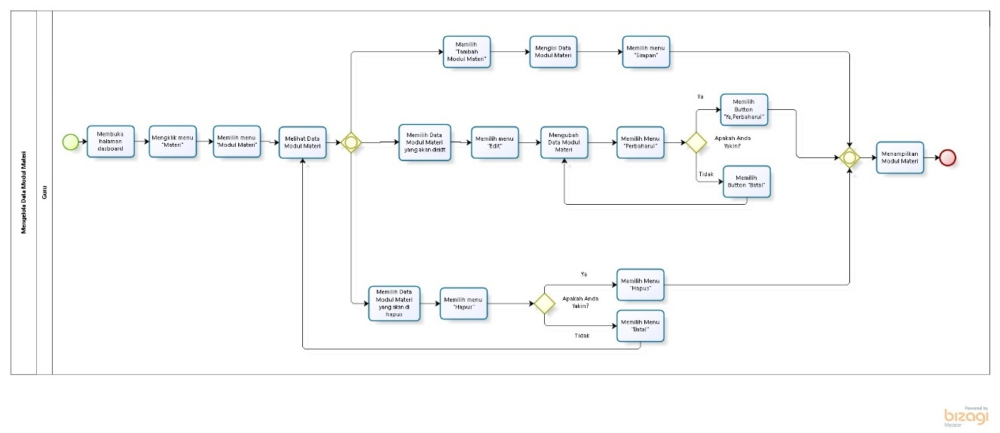 Mengelola Data Modul Materi
Guru
Membuka
halaman
dasboard
Mengklik menu
"Materi"
Memilih menu
"Modul Materi"
Melihat Data
Modul Materi
Mamilih
"Tambah
Modul Materi"
Mengisi Data
Modul Materi
Memilih menu
"Simpan"
Memilih Data
Modul Materi
yang akan dieidt
Memilih menu
"Edit"
Mengubah
Data Modul
Materi
Memilih Menu
"Perbaharui"
Apakah Anda
Yakin?
Ya
Memilih
Button
"Ya,Perbaharui"
Tidak
Memilih
Button "Batal"
Memilih Data
Modul Materi
yang akan di
hapus
Memilih menu
"Hapus"
Apakah Anda
Yakin?
Ya
Memilih Menu
"Hapus"
Tidak
Memilih Menu
"Batal"
Menampilkan
Modul Materi
Powered by
bizagi
Modeler